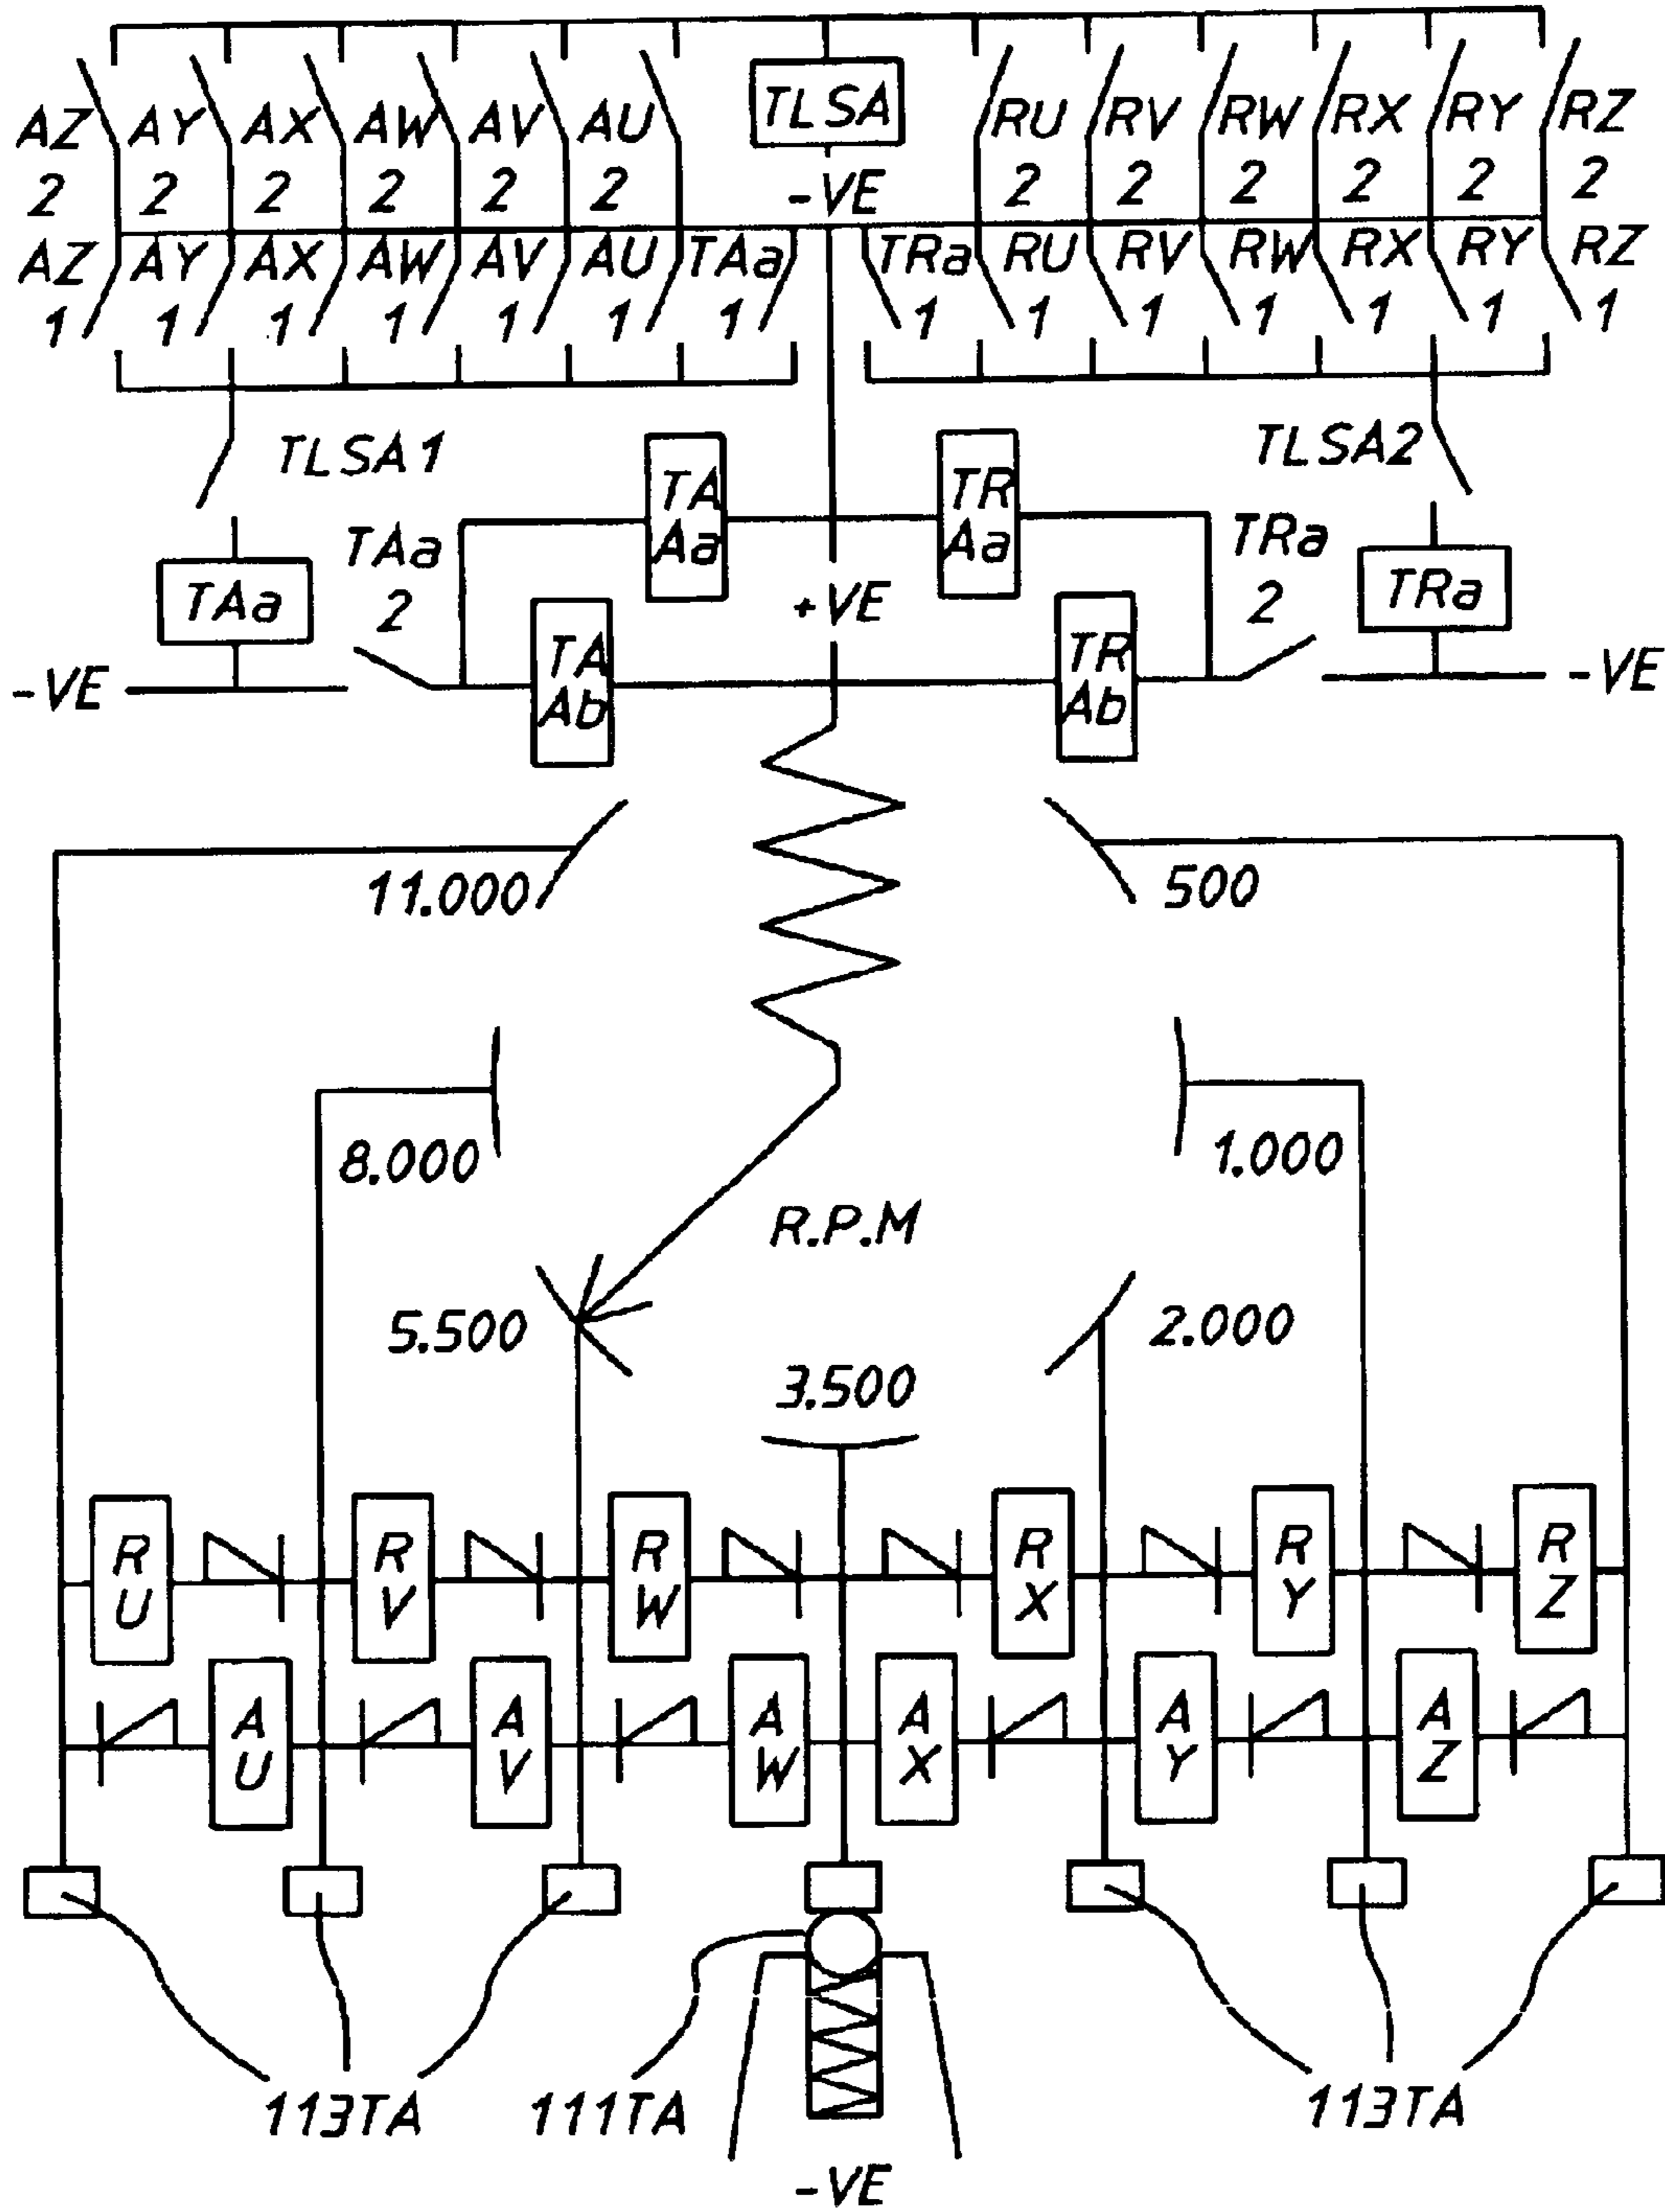 AZ AY AX AW AV AU TLSA RU RV RW RX RY RZ
2 2 2 2 2 2 -VE 2 2 2 2 2 2
AZ AY AX AW AV AU TAa TRa RU RV RW RX RY RZ
1 1 1 1 1 1 1 1 1 1 1 1 1 1
TLSA1 TLSA2
TA TR
Aa Aa
TAa TRa
2 2
TAa +VE TRa
TA TR
Ab Ab
-VE -VE
11.000 500
8.000 1.000
R.P.M
5.500 2.000
3.500
R R R R R R
U V W X Y Z
A A A A A A
U V W X Y Z
113TA 111TA 113TA
-VE